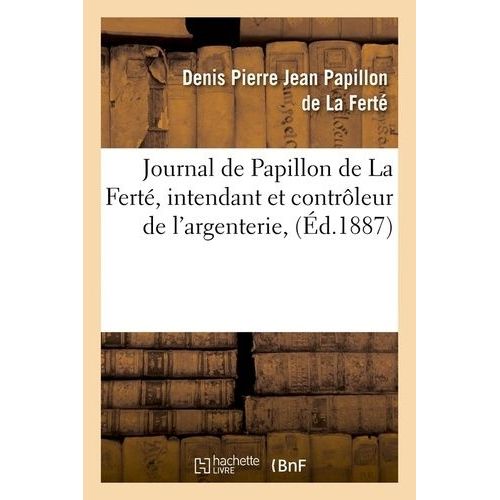 Denis Pierre Jean Papillon
de La Ferté
Journal de Papillon de La
Ferté, intendant et contrôleur
de l'argenterie, (Éd.1887)
hachette
LIVRE
{BnF